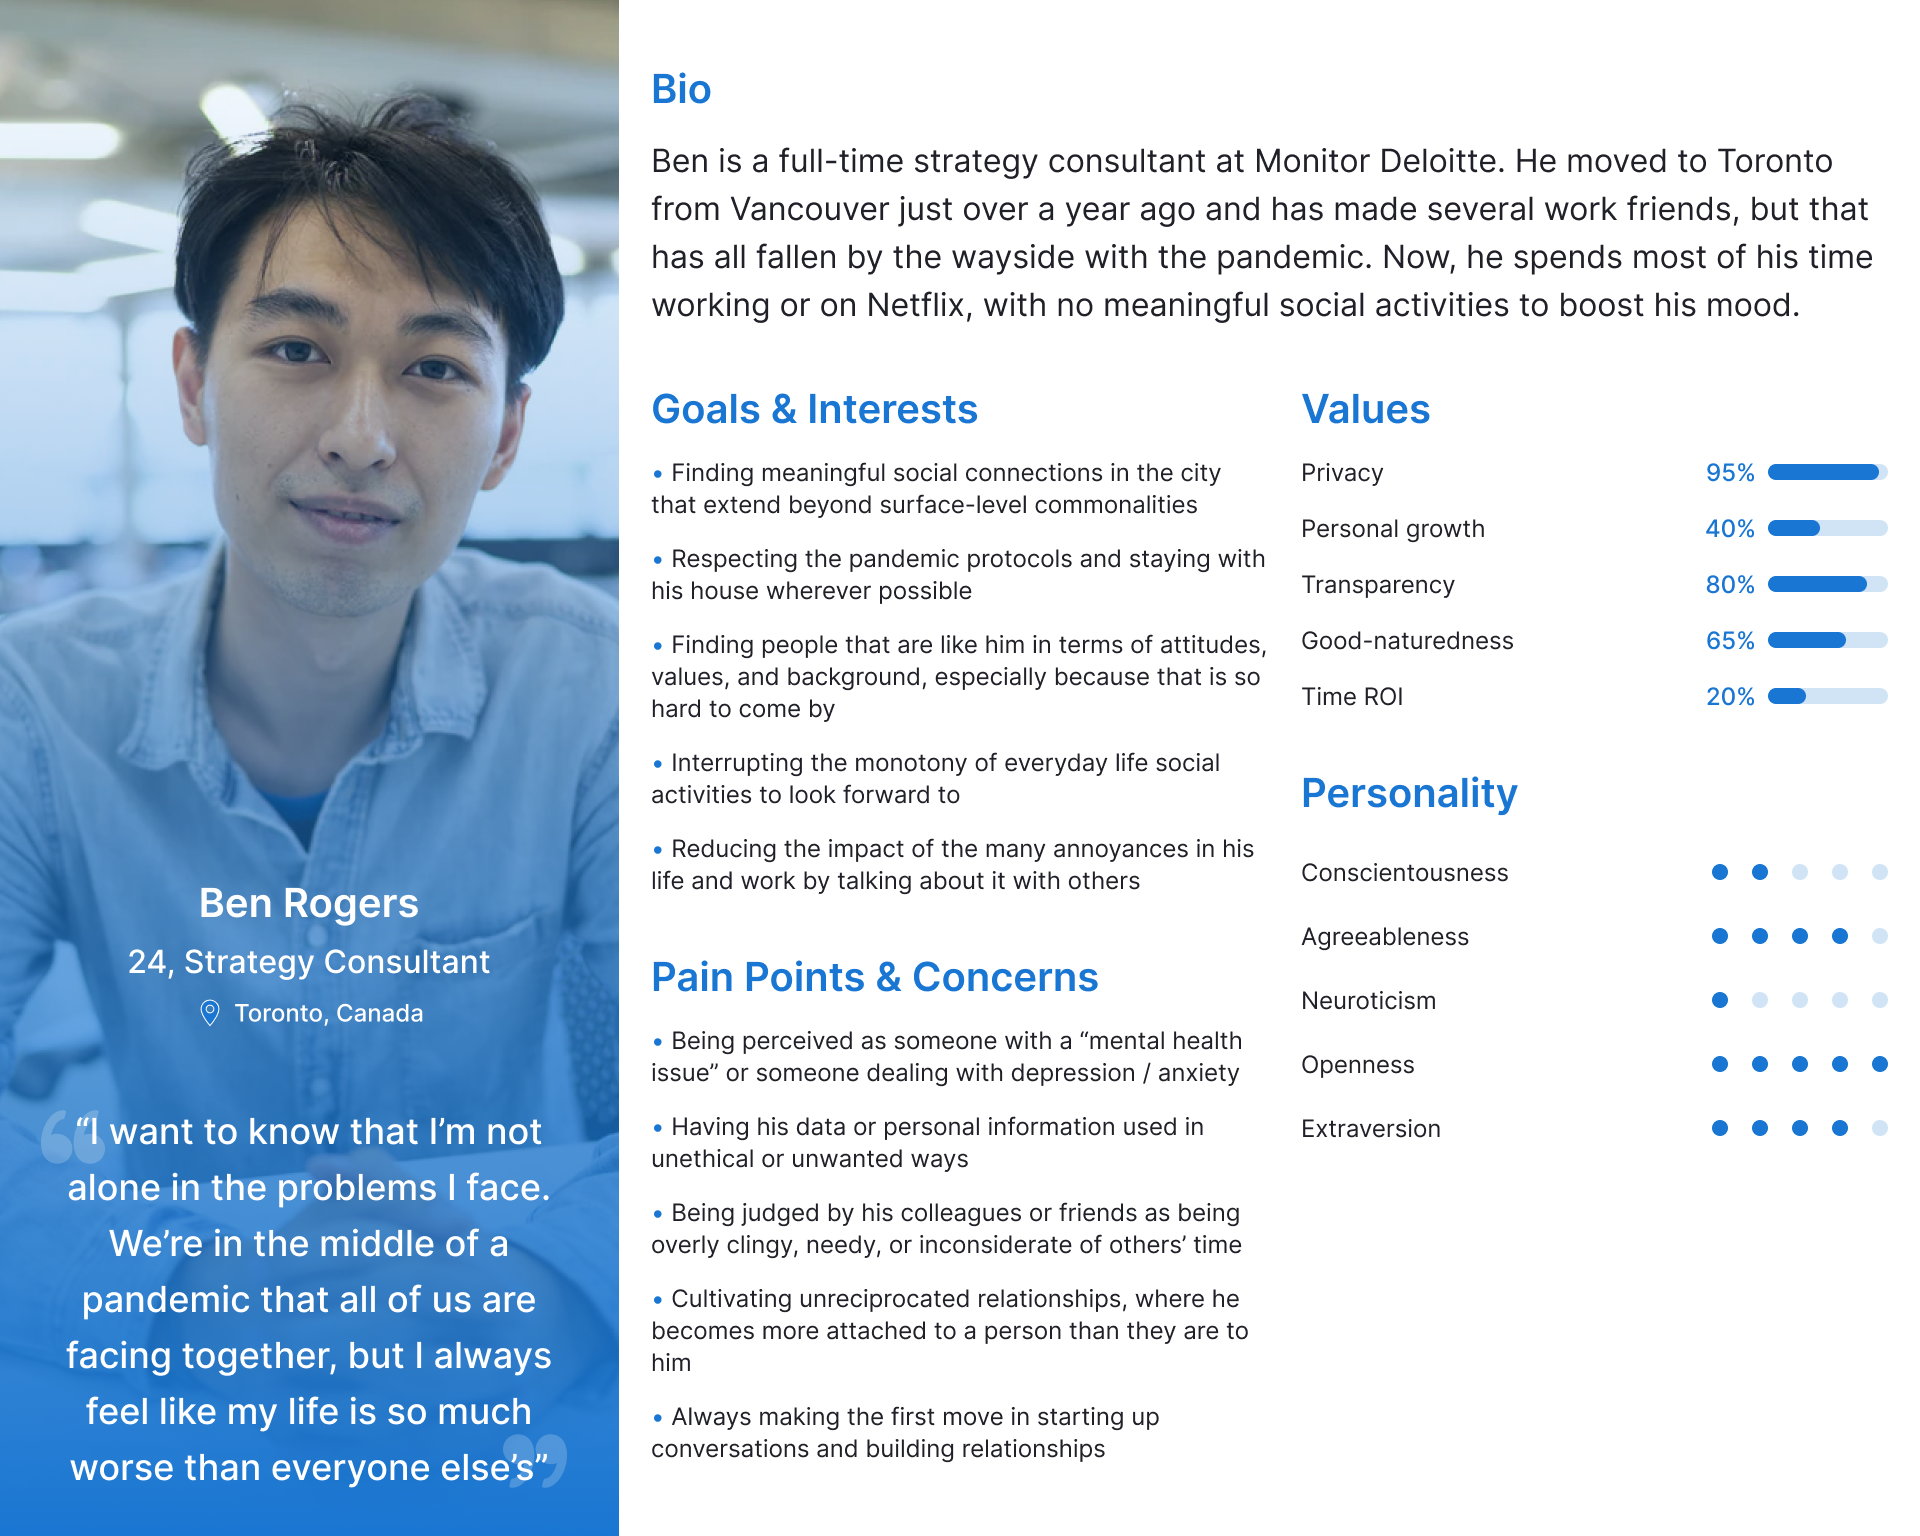 Bio
Ben is a full-time strategy consultant at Monitor Deloitte. He moved to Toronto
from Vancouver just over a year ago and has made several work friends, but that
has all fallen by the wayside with the pandemic. Now, he spends most of his time
working or on Netflix, with no meaningful social activities to boost his mood.
Goals & Interests
• Finding meaningful social connections in the city
that extend beyond surface-level commonalities
• Respecting the pandemic protocols and staying with
his house wherever possible
• Finding people that are like him in terms of attitudes,
values, and background, especially because that is so
hard to come by
• Interrupting the monotony of everyday life social
activities to look forward to
• Reducing the impact of the many annoyances in his
life and work by talking about it with others
Pain Points & Concerns
• Being perceived as someone with a “mental health
issue” or someone dealing with depression / anxiety
• Having his data or personal information used in
unethical or unwanted ways
• Being judged by his colleagues or friends as being
overly clingy, needy, or inconsiderate of others’ time
• Cultivating unreciprocated relationships, where he
becomes more attached to a person than they are to
him
• Always making the first move in starting up
conversations and building relationships
Values
Privacy 95%
Personal growth 40%
Transparency 80%
Good-naturedness 65%
Time ROI 20%
Personality
Conscientousness
Agreeableness
Neuroticism
Openness
Extraversion
Ben Rogers
24, Strategy Consultant
Toronto, Canada
“I want to know that I’m not
alone in the problems I face.
We’re in the middle of a
pandemic that all of us are
facing together, but I always
feel like my life is so much
worse than everyone else’s”